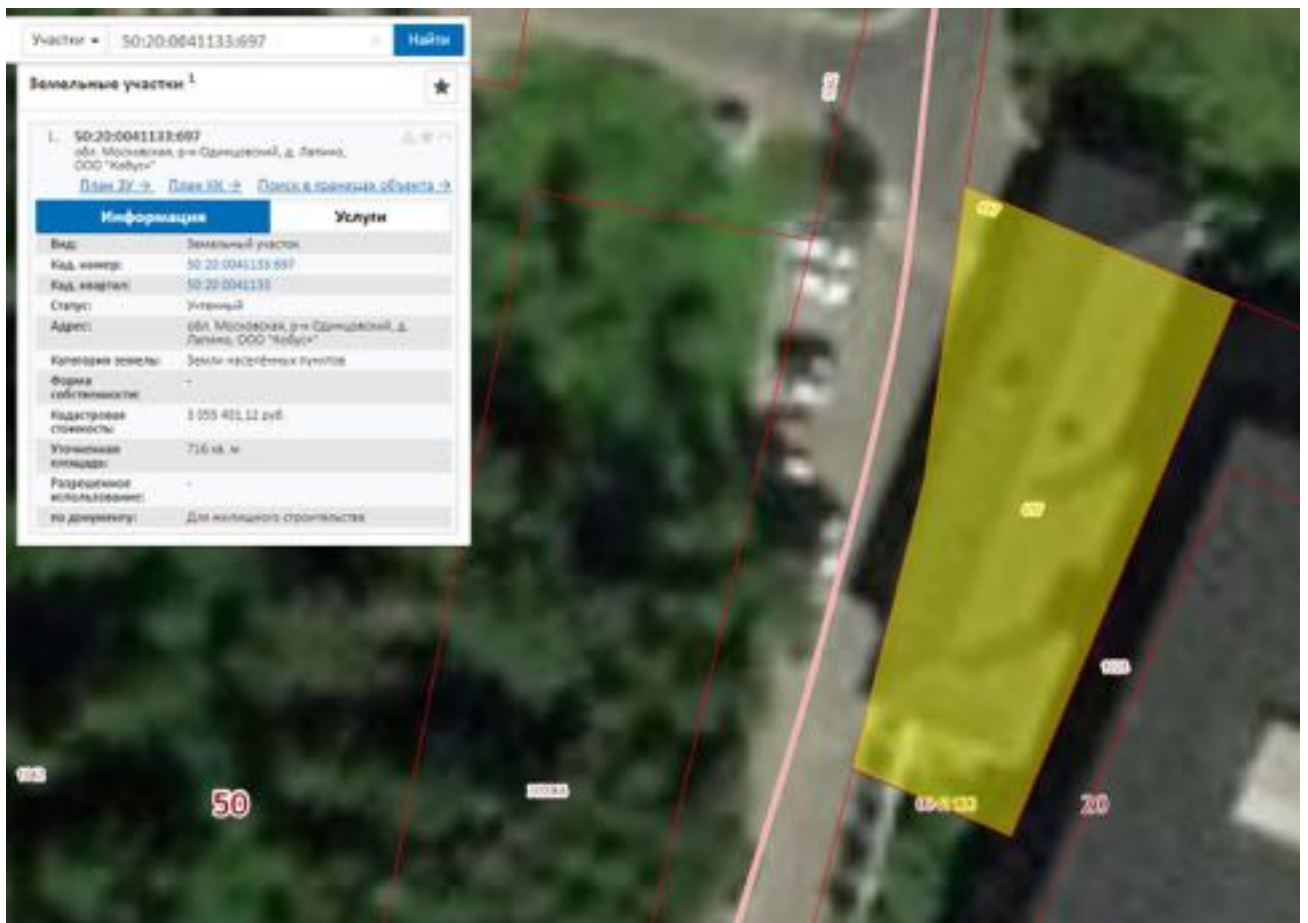 Участки 50:20:0041133:697 Найти
Земельные участки 1
1. 50:20:0041133:697
обл. Московская, р-н Одинцовский, д. Лапино,
ООО "Кобус"
План ЗУ → План КК → Поиск в границах объекта →
Информация Услуги
Вид: Земельный участок
Кад. номер: 50:20:0041133:697
Кад. квартал: 50:20:0041133
Статус: Учтенный
Адрес: обл. Московская, р-н Одинцовский, д.
Лапино, ООО "Кобус"
Категория земель: Земли населённых пунктов
Форма
собственности: -
Кадастровая
стоимость: 3 055 401,12 руб.
Уточненная
площадь: 716 кв. м
Разрешенное
использование: -
по документу: Для жилищного строительства
697
50
20